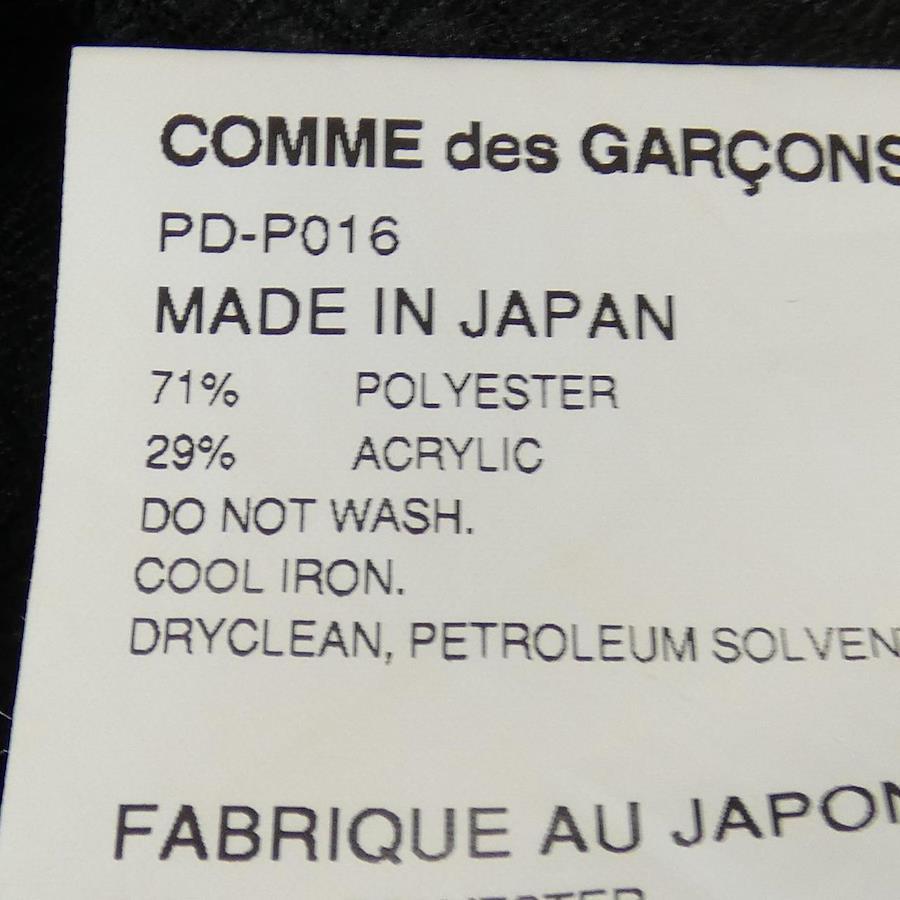 COMME des GARÇONS
PD-P016
MADE IN JAPAN
71% POLYESTER
29% ACRYLIC
DO NOT WASH.
COOL IRON.
DRYCLEAN, PETROLEUM SOLVEN
FABRIQUE AU JAPON